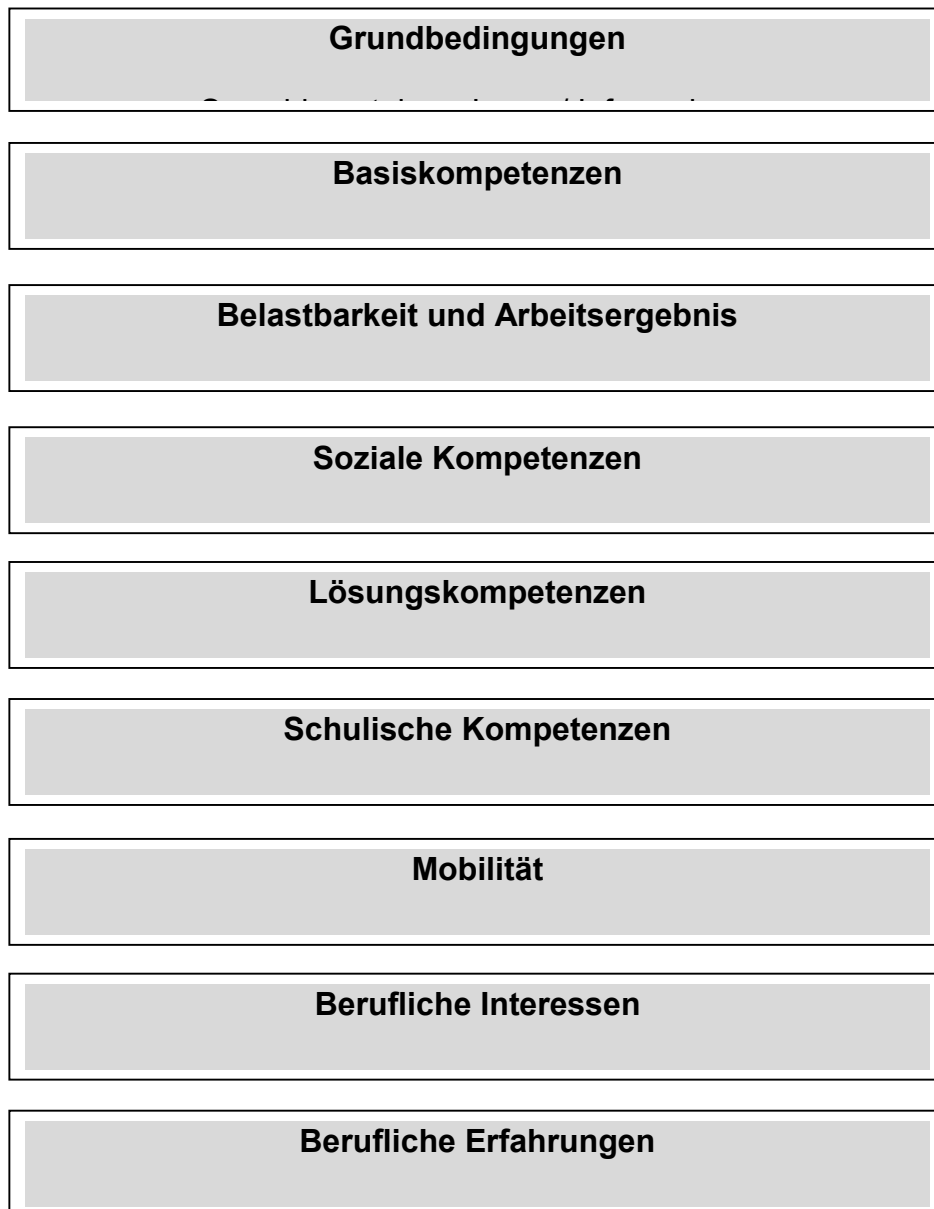 Grundbedingungen
Basiskompetenzen
Belastbarkeit und Arbeitsergebnis
Soziale Kompetenzen
Lösungskompetenzen
Schulische Kompetenzen
Mobilität
Berufliche Interessen
Berufliche Erfahrungen